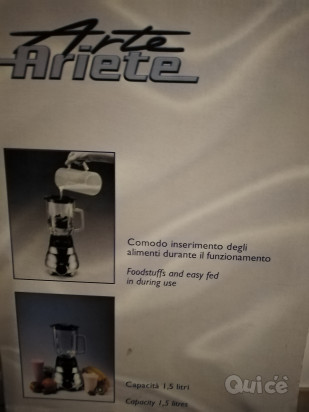 Arte
Ariete
Comodo inserimento degli
alimenti durante il funzionamento
Foodstuffs and easy fed
in during use
Capacità 1,5 litri
Capacity 1,5 litres
Quicè